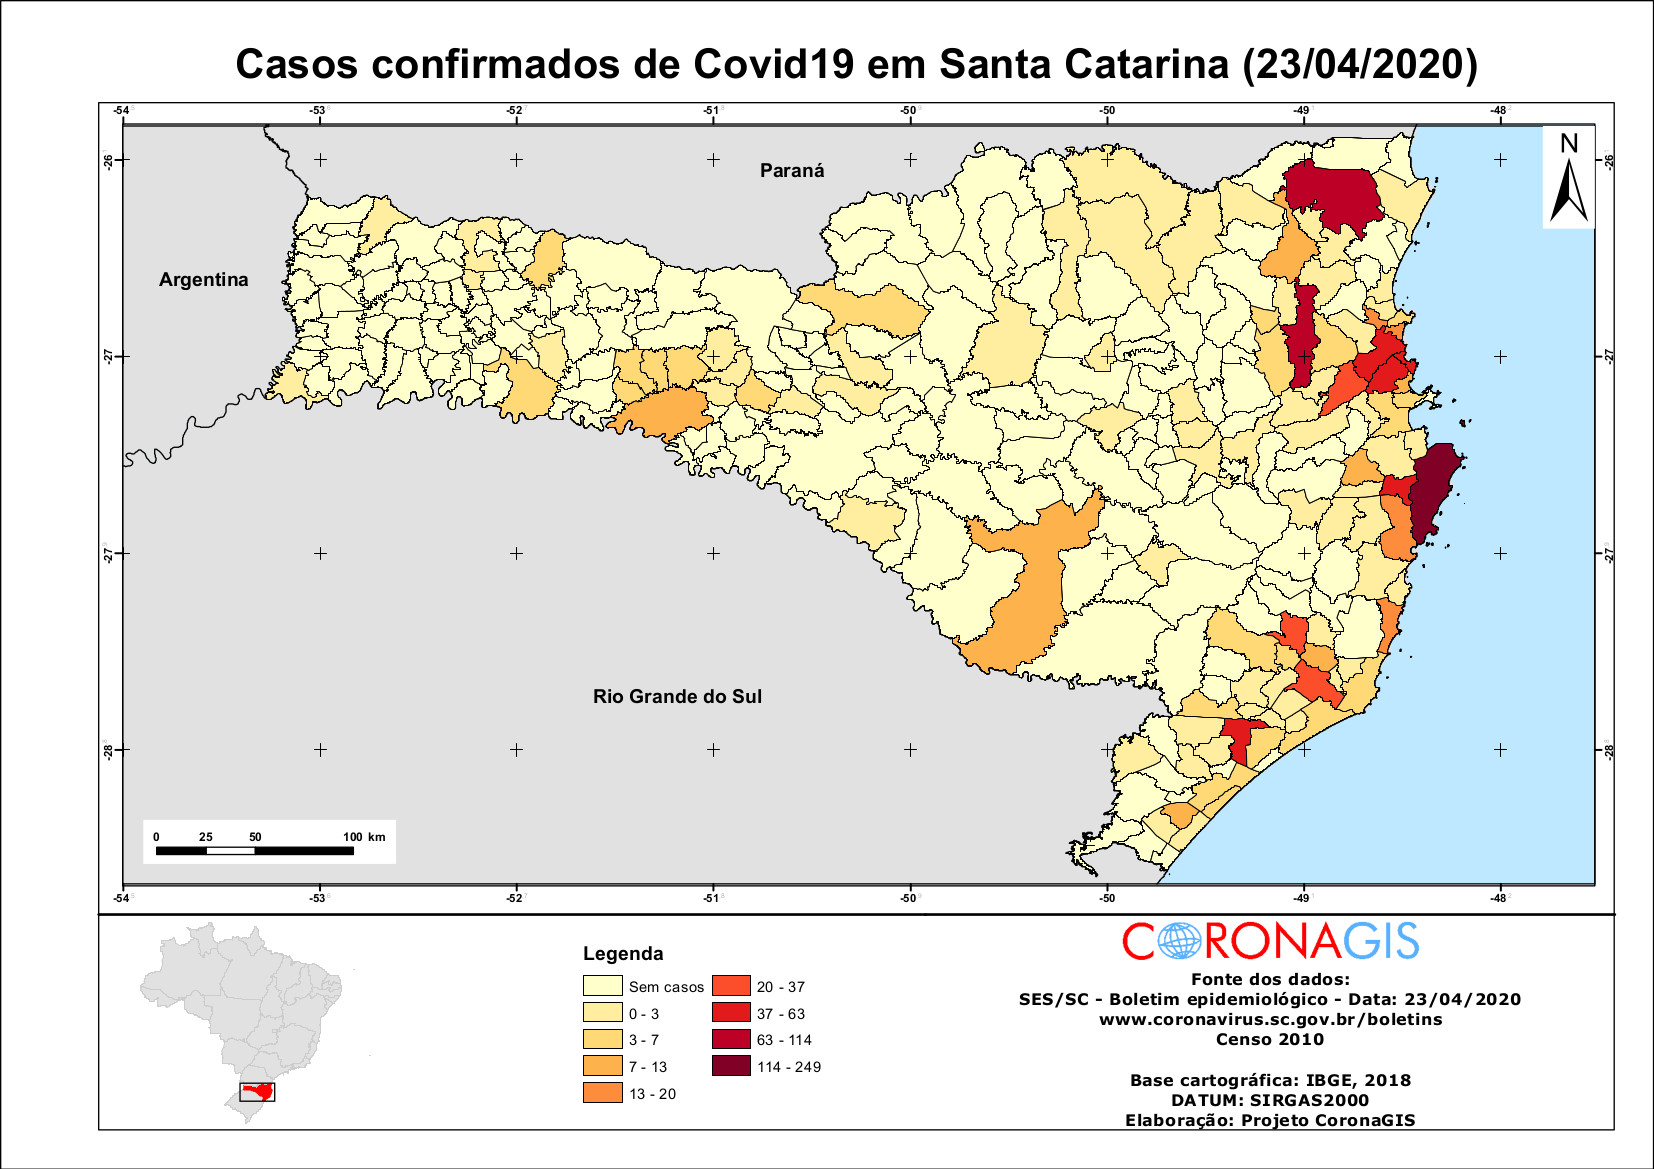 Casos confirmados de Covid19 em Santa Catarina (23/04/2020)
-54 -53 -52 -51 -50 -50 -49 -48
-26 -26
-27 -27
-27 -27
-28 -28
Paraná
N
Argentina
Rio Grande do Sul
0 25 50 100 km
-54 -53 -52 -51 -50 -50 -49 -48
Legenda
Sem casos
0 - 3
3 - 7
7 - 13
13 - 20
20 - 37
37 - 63
63 - 114
114 - 249
CORONAGIS
Fonte dos dados:
SES/SC - Boletim epidemiológico - Data: 23/04/2020
www.coronavirus.sc.gov.br/boletins
Censo 2010
Base cartográfica: IBGE, 2018
DATUM: SIRGAS2000
Elaboração: Projeto CoronaGIS